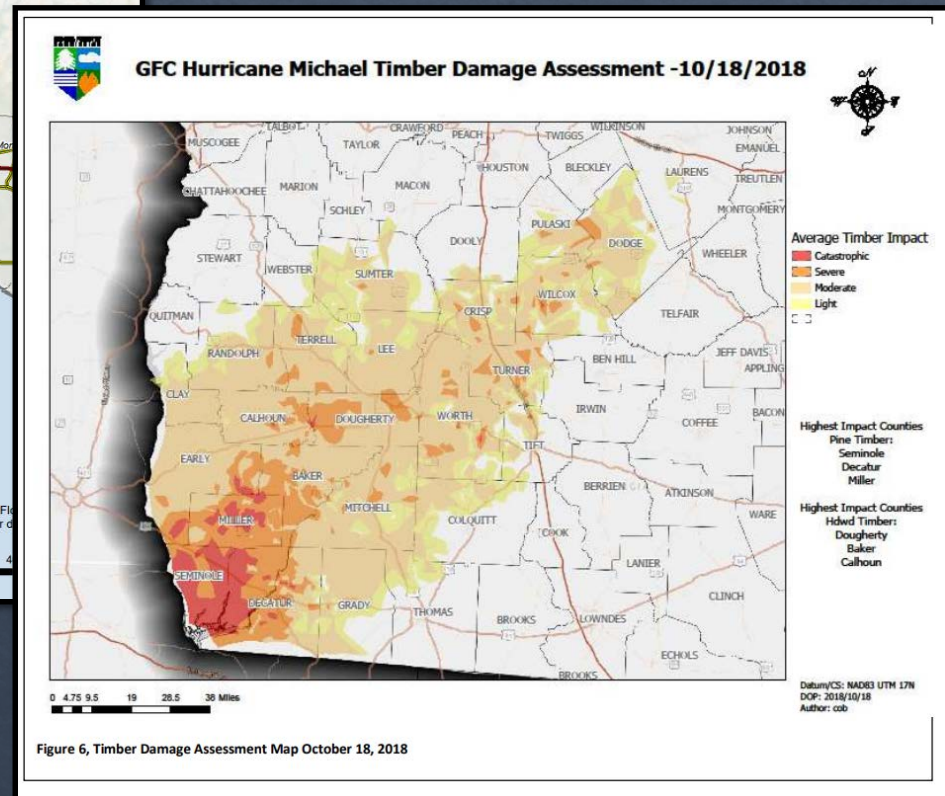 GFC Hurricane Michael Timber Damage Assessment -10/18/2018
N
TALBOT
CRAWFORD
PEACH
TWIGGS
WILKINSON
JOHNSON
MUSCOGEE
TAYLOR
EMANUEL
HOUSTON
BLECKLEY
LAURENS
TREUTLEN
CHATTAHOOCHEE
MARION
MACON
SCHLEY
MONTGOMERY
PULASKI
DOOLY
DODGE
STEWART
WHEELER
WEBSTER
SUMTER
WILCOX
CRISP
TELFAIR
QUITMAN
TERRELL
LEE
RANDOLPH
BEN HILL
JEFF DAVIS
TURNER
APPLING
CLAY
IRWIN
CALHOUN
DOUGHERTY
WORTH
COFFEE
BACON
TIFT
EARLY
BAKER
BERRIEN
ATKINSON
MITCHELL
MILLER
COLQUITT
WARE
COOK
LANIER
SEMINOLE
DECATUR
GRADY
THOMAS
BROOKS
LOWNDES
CLINCH
ECHOLS
BROOKS
Average Timber Impact
Catastrophic
Severe
Moderate
Light
Highest Impact Counties
Pine Timber:
Seminole
Decatur
Miller
Highest Impact Counties
Hdwd Timber:
Dougherty
Baker
Calhoun
0 4.75 9.5 19 28.5 38 Miles
Datum/CS: NAD83 UTM 17N
DOP: 2018/10/18
Author: cob
Figure 6, Timber Damage Assessment Map October 18, 2018